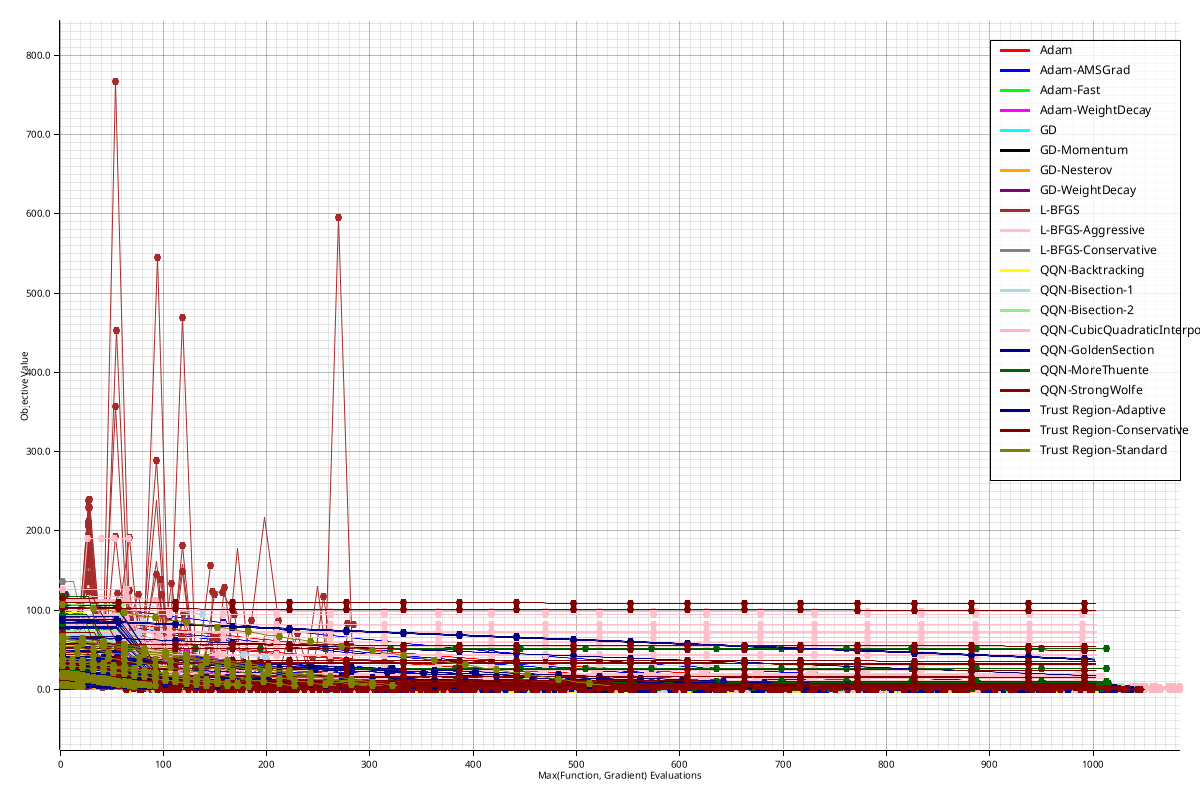 800.0
700.0
600.0
500.0
400.0
300.0
200.0
100.0
0.0
Objective Value
0 100 200 300 400 500 600 700 800 900 1000
Max(Function, Gradient) Evaluations
Adam
Adam-AMSGrad
Adam-Fast
Adam-WeightDecay
GD
GD-Momentum
GD-Nesterov
GD-WeightDecay
L-BFGS
L-BFGS-Aggressive
L-BFGS-Conservative
QQN-Backtracking
QQN-Bisection-1
QQN-Bisection-2
QQN-CubicQuadraticInterpo
QQN-GoldenSection
QQN-MoreThuente
QQN-StrongWolfe
Trust Region-Adaptive
Trust Region-Conservative
Trust Region-Standard